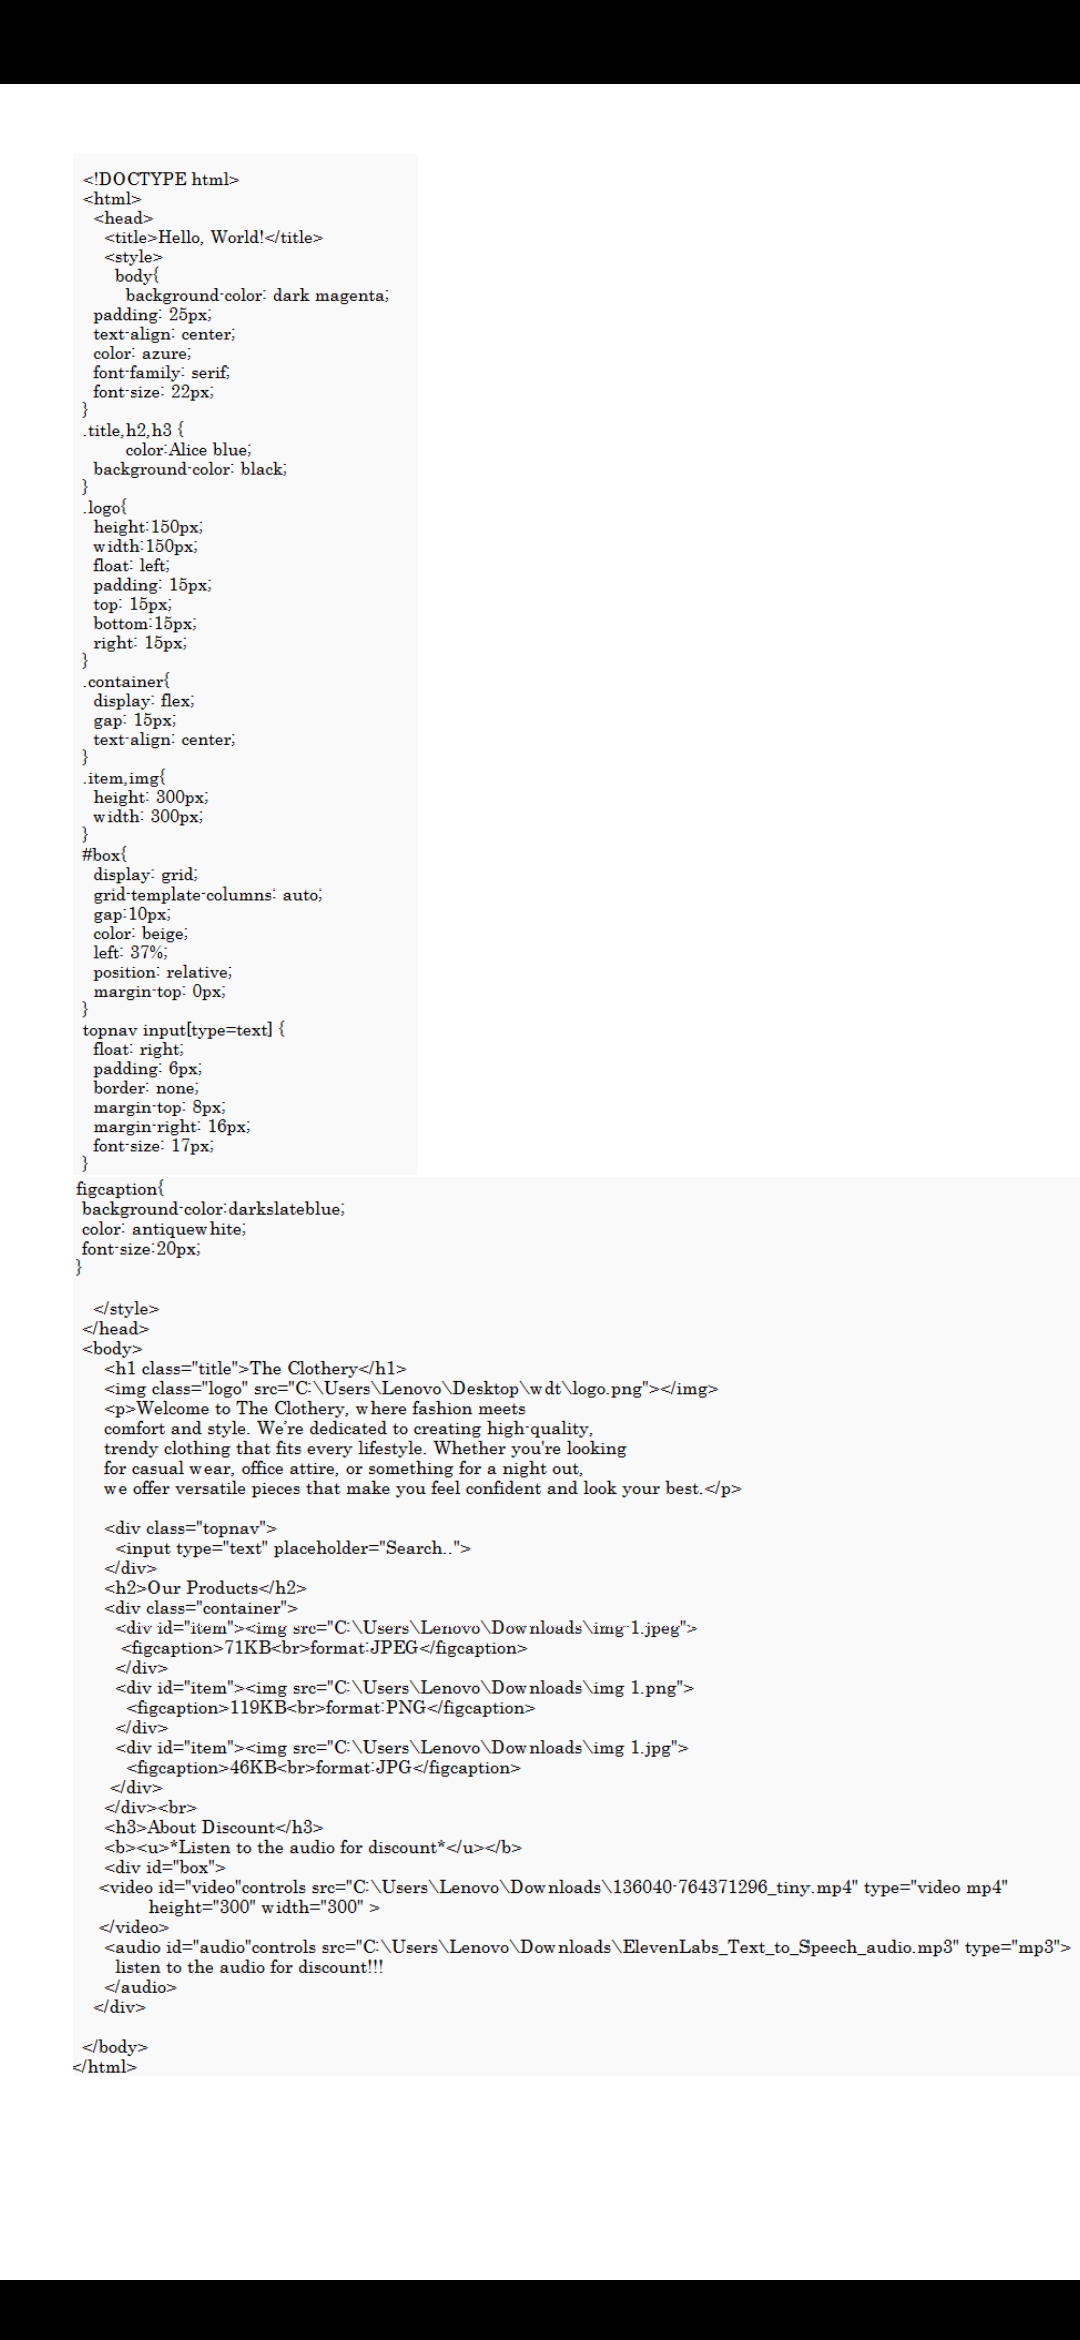 <!DOCTYPE html>
<html>
<head>
<title>Hello, World!</title>
<style>
body{
background-color: dark magenta;
padding: 25px;
text-align: center;
color: azure;
font-family: serif;
font-size: 22px;
}
.title,h2,h3 {
color:Alice blue;
background-color: black;
}
.logo{
height:150px;
width:150px;
float: left;
padding: 15px;
top: 15px;
bottom:15px;
right: 15px;
}
.container{
display: flex;
gap: 15px;
text-align: center;
}
.item,img{
height: 300px;
width: 300px;
}
#box{
display: grid;
grid-template-columns: auto;
gap:10px;
color: beige;
left: 37%;
position: relative;
margin-top: 0px;
}
topnav input[type=text] {
float: right;
padding: 6px;
border: none;
margin-top: 8px;
margin-right: 16px;
font-size: 17px;
}
figcaption{
background-color:darkslateblue;
color: antiquewhite;
font-size:20px;
}
</style>
</head>
<body>
<h1 class="title">The Clothery</h1>
<img class="logo" src="C:\Users\Lenovo\Desktop\wdt\logo.png"></img>
<p>Welcome to The Clothery, where fashion meets
comfort and style. We're dedicated to creating high-quality,
trendy clothing that fits every lifestyle. Whether you're looking
for casual wear, office attire, or something for a night out,
we offer versatile pieces that make you feel confident and look your best.</p>
<div class="topnav">
<input type="text" placeholder="Search..">
</div>
<h2>Our Products</h2>
<div class="container">
<div id="item"><img src="C:\Users\Lenovo\Downloads\img-1.jpeg">
<figcaption>71KB<br>format:JPEG</figcaption>
</div>
<div id="item"><img src="C:\Users\Lenovo\Downloads\img 1.png">
<figcaption>119KB<br>format:PNG</figcaption>
</div>
<div id="item"><img src="C:\Users\Lenovo\Downloads\img 1.jpg">
<figcaption>46KB<br>format:JPG</figcaption>
</div>
</div><br>
<h3>About Discount</h3>
<b><u>*Listen to the audio for discount*</u></b>
<div id="box">
<video id="video"controls src="C:\Users\Lenovo\Downloads\136040-764371296_tiny.mp4" type="video mp4"
height="300" width="300" >
</video>
<audio id="audio"controls src="C:\Users\Lenovo\Downloads\ElevenLabs_Text_to_Speech_audio.mp3" type="mp3">
listen to the audio for discount!!!
</audio>
</div>
</body>
</html>